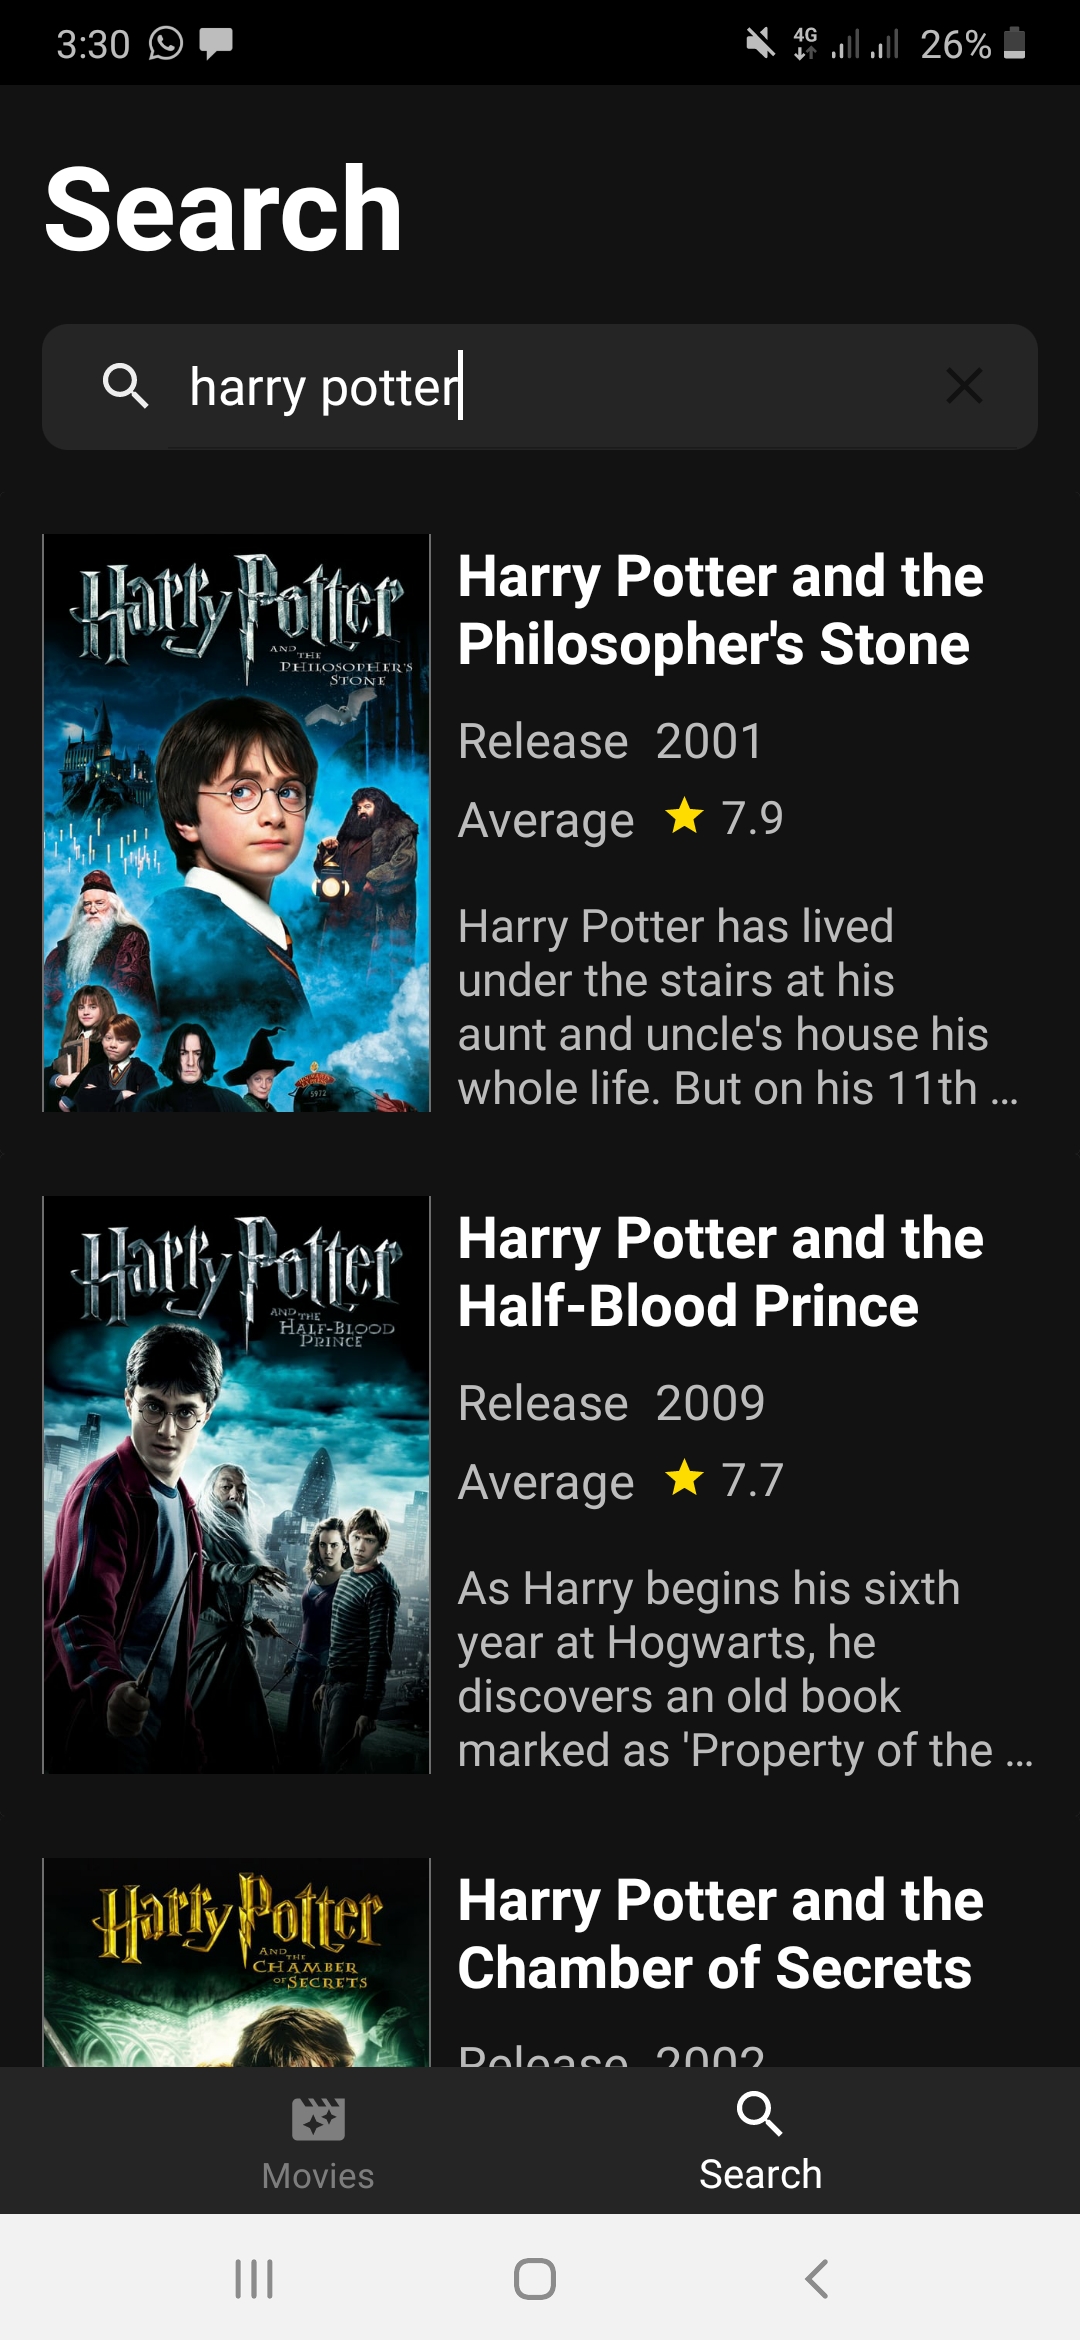 3:30
4G
26%
Search
harry potter
Harry Potter
AND THE
PHILOSOPHER'S
STONE
5972
Harry Potter and the
Philosopher's Stone
Release 2001
Average 7.9
Harry Potter has lived
under the stairs at his
aunt and uncle's house his
whole life. But on his 11th ...
Harry Potter
AND THE
HALF-BLOOD
PRINCE
Harry Potter and the
Half-Blood Prince
Release 2009
Average 7.7
As Harry begins his sixth
year at Hogwarts, he
discovers an old book
marked as 'Property of the ...
Harry Potter
AND THE
CHAMBER
OF SECRETS
Harry Potter and the
Chamber of Secrets
Release 2002
Movies
Search